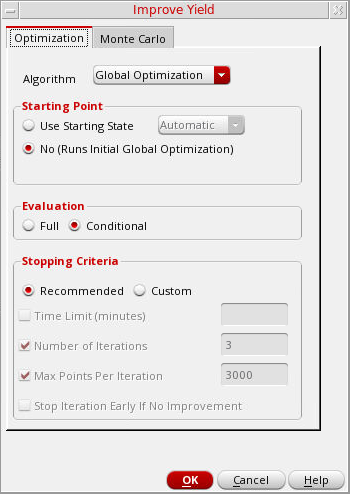 Improve Yield
Optimization Monte Carlo
Algorithm Global Optimization
Starting Point
Use Starting State Automatic
No (Runs Initial Global Optimization)
Evaluation
Full Conditional
Stopping Criteria
Recommended Custom
Time Limit (minutes)
Number of Iterations 3
Max Points Per Iteration 3000
Stop Iteration Early If No Improvement
OK Cancel Help